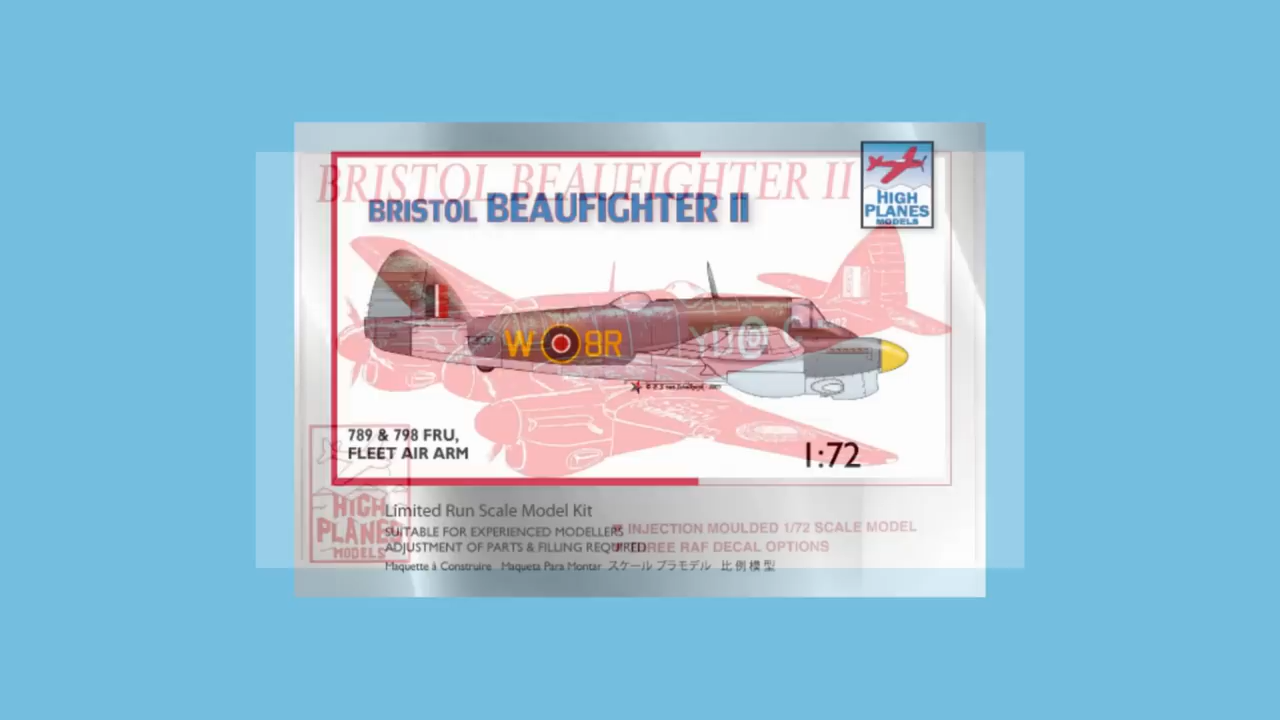 BRISTOL BEAUFIGHTER II
BRISTOL BEAUFIGHTER II
HIGH
PLANES
MODELS
W 8R
YD
789 & 798 FRU,
FLEET AIR ARM
1:72
HIGH
PLANES
MODELS
Limited Run Scale Model Kit
SUITABLE FOR EXPERIENCED MODELLERS
INJECTION MOULDED 1/72 SCALE MODEL
ADJUSTMENT OF PARTS & FILLING REQUIRED
THREE RAF DECAL OPTIONS
Maquette à Construire Maqueta Para Montar スケール プラモデル 比例模型